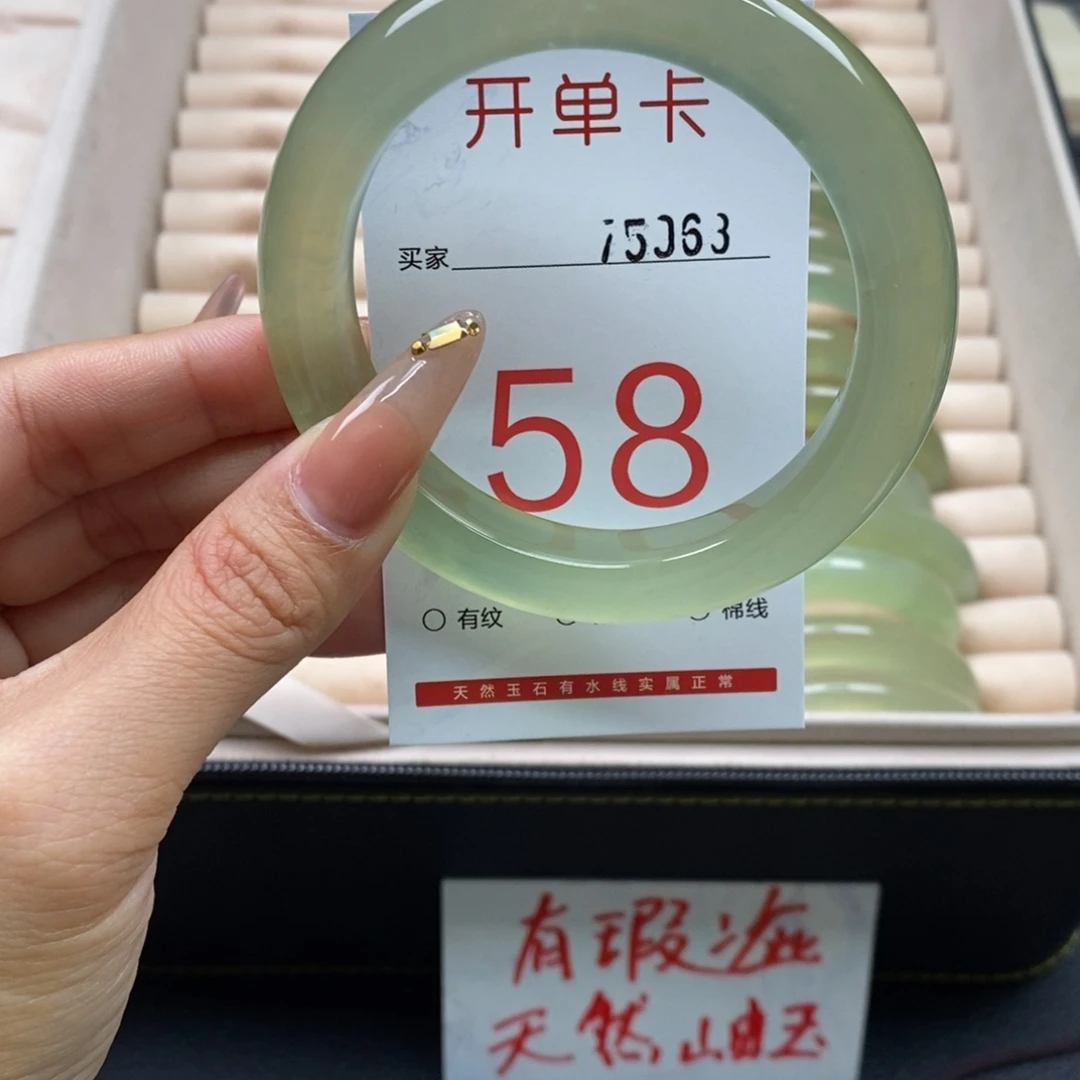 开单卡
买家 75063
58
○ 有纹 棉线
天然玉石有水线实属正常
有瑕疵
天然岫玉